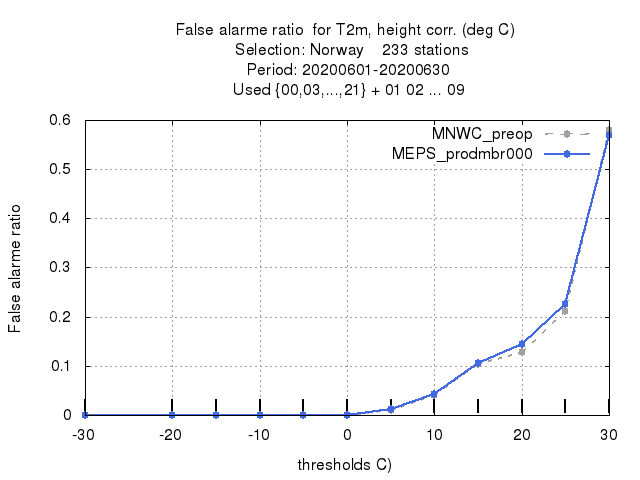 False alarme ratio  for T2m, height corr. (deg C)
Selection: Norway    233 stations
Period: 20200601-20200630
Used {00,03,...,21} + 01 02 ... 09
MNWC_preop
MEPS_prodmbr000
False alarme ratio
0.6
0.5
0.4
0.3
0.2
0.1
0
-30 -20 -10 0 10 20 30
thresholds C)